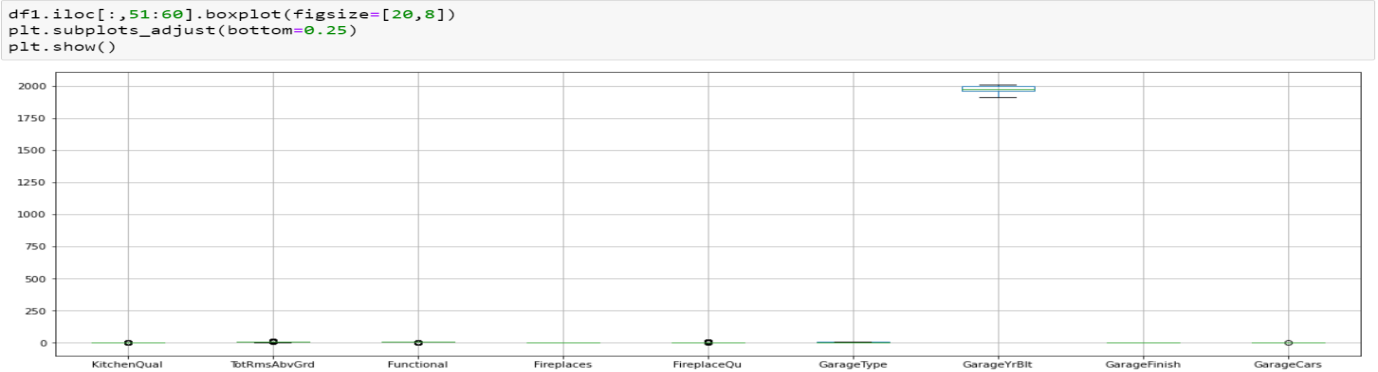 df1.iloc[:,51:60].boxplot(figsize=[20,8])
plt.subplots_adjust(bottom=0.25)
plt.show()
2000
1750
1500
1250
1000
750
500
250
0
KitchenQual TotRmsAbvGrd Functional Fireplaces FireplaceQu GarageType GarageYrBlt GarageFinish GarageCars